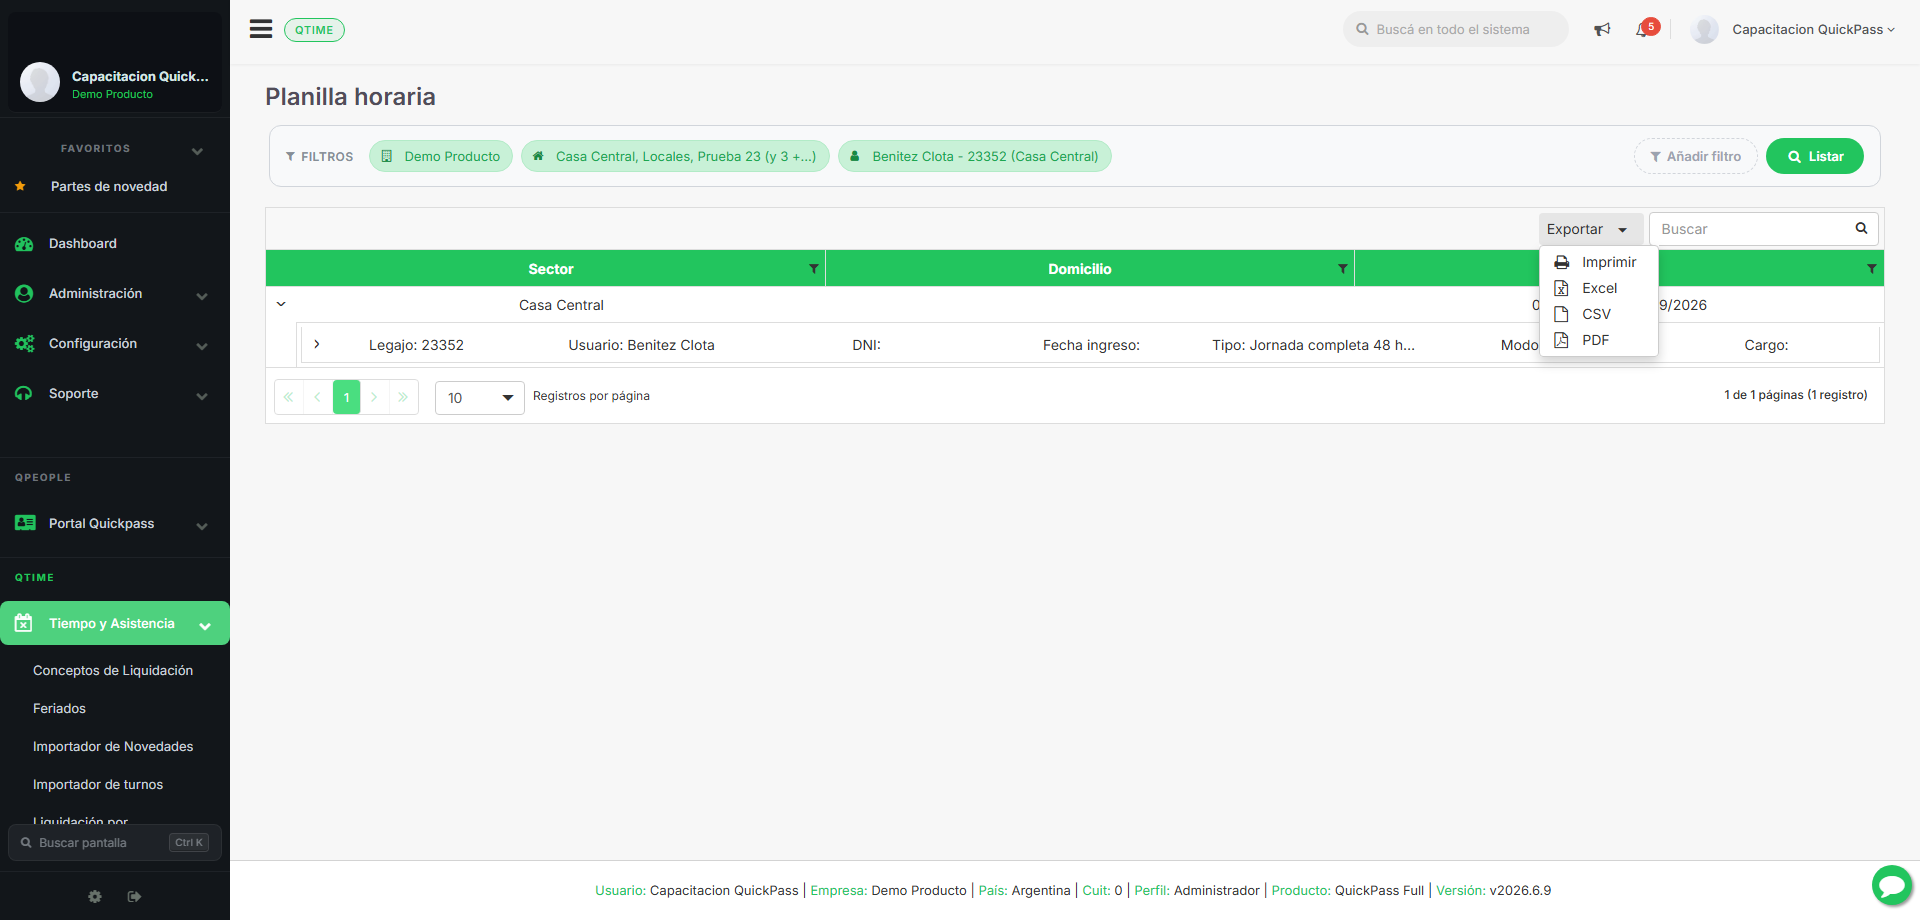 Capacitacion Quick...
Demo Producto
FAVORITOS
Partes de novedad
Dashboard
Administración
Configuración
Soporte
QPEOPLE
Portal Quickpass
QTIME
Tiempo y Asistencia
Conceptos de Liquidación
Feriados
Importador de Novedades
Importador de turnos
Liquidación por
Buscar pantalla Ctrl K
QTIME
Buscá en todo el sistema
5
Capacitacion QuickPass
Planilla horaria
FILTROS
Demo Producto
Casa Central, Locales, Prueba 23 (y 3 +...)
Benitez Clota - 23352 (Casa Central)
Añadir filtro
Listar
Exportar
Buscar
Imprimir
Excel
CSV
PDF
Sector Domicilio
Casa Central 0 9/2026
Legajo: 23352 Usuario: Benitez Clota DNI: Fecha ingreso: Tipo: Jornada completa 48 h... Modo Cargo:
« ‹ 1 › » 10 Registros por página 1 de 1 páginas (1 registro)
Usuario: Capacitacion QuickPass | Empresa: Demo Producto | País: Argentina | Cuit: 0 | Perfil: Administrador | Producto: QuickPass Full | Versión: v2026.6.9